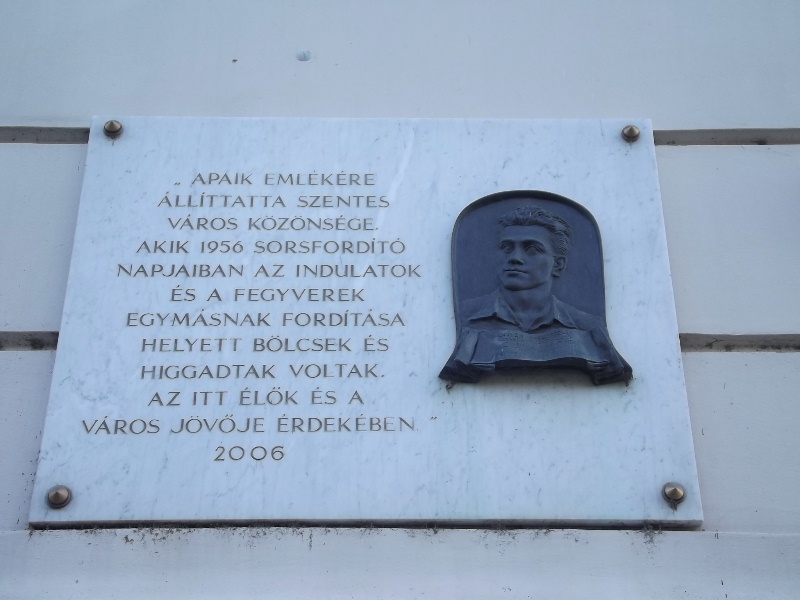 „ APÁIK EMLÉKÉRE
ÁLLÍTTATTA SZENTES
VÁROS KÖZÖNSÉGE.
AKIK 1956 SORSFORDÍTÓ
NAPJAIBAN AZ INDULATOK
ÉS A FEGYVEREK
EGYMÁSNAK FORDÍTÁSA
HELYETT BÖLCSEK ÉS
HIGGADTAK VOLTAK.
AZ ITT ÉLŐK ÉS A
VÁROS JÖVŐJE ÉRDEKÉBEN. "
2006